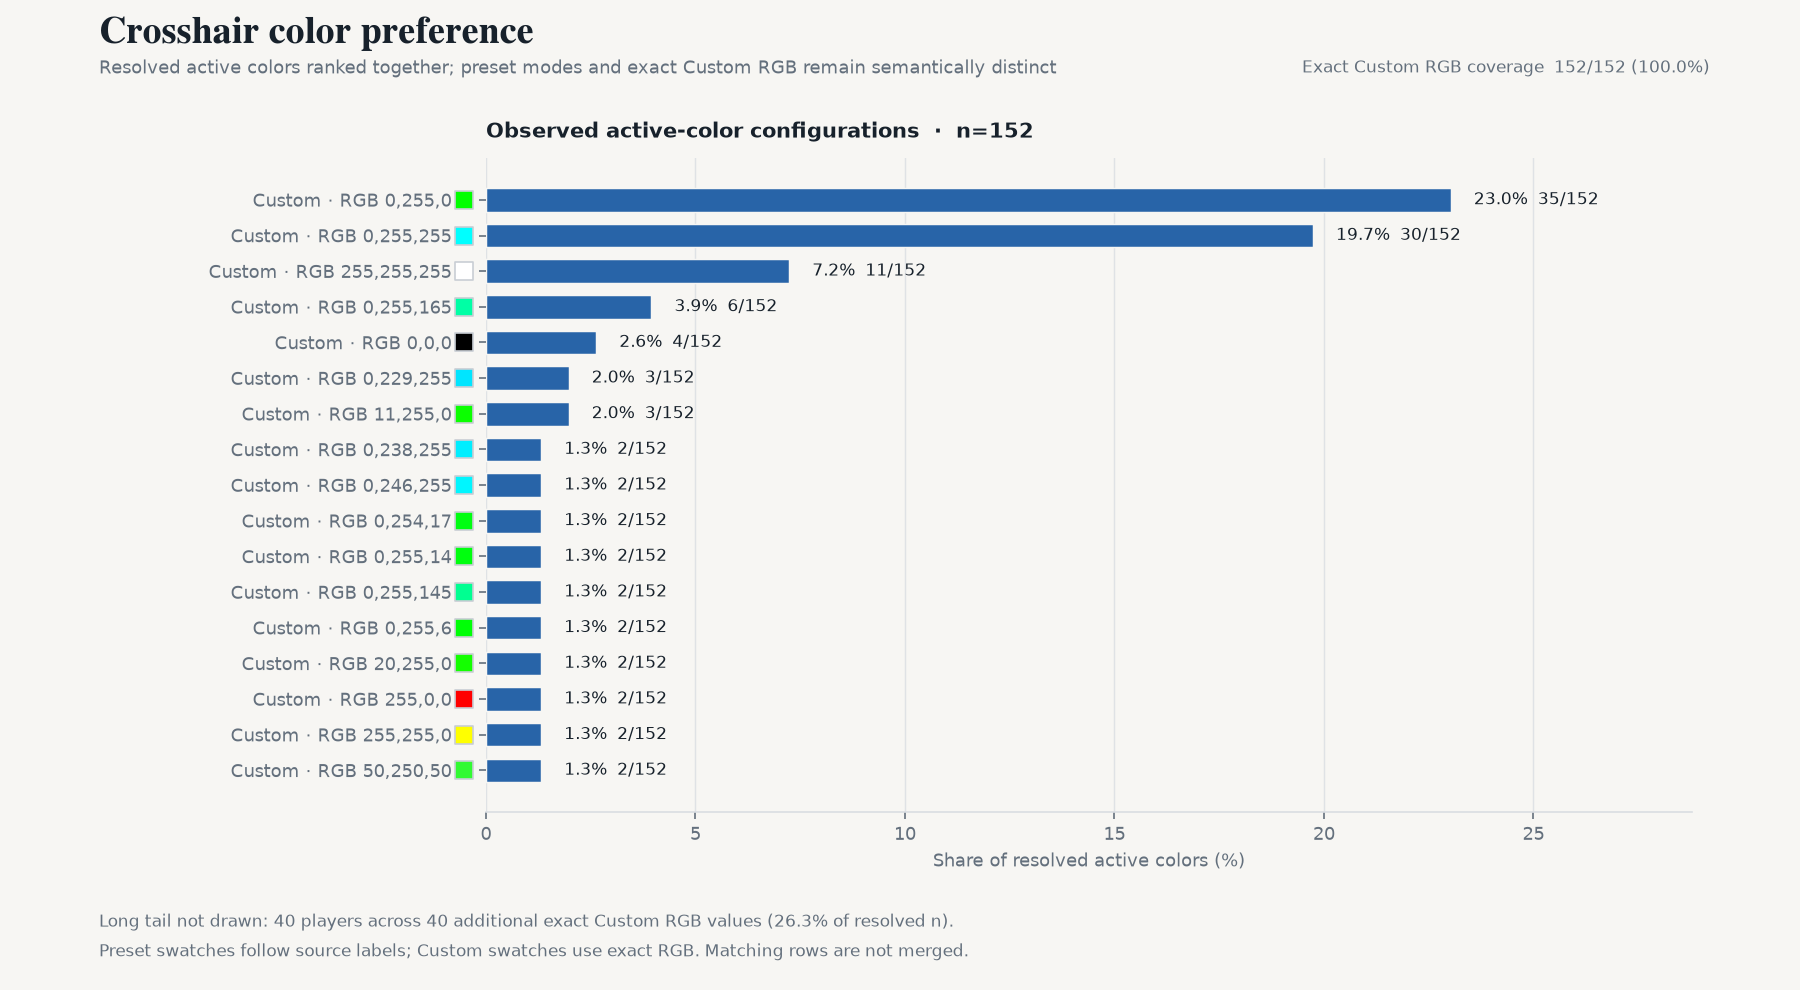 Crosshair color preference
Resolved active colors ranked together; preset modes and exact Custom RGB remain semantically distinct
Exact Custom RGB coverage 152/152 (100.0%)
Observed active-color configurations · n=152
Custom · RGB 0,255,0 23.0% 35/152
Custom · RGB 0,255,255 19.7% 30/152
Custom · RGB 255,255,255 7.2% 11/152
Custom · RGB 0,255,165 3.9% 6/152
Custom · RGB 0,0,0 2.6% 4/152
Custom · RGB 0,229,255 2.0% 3/152
Custom · RGB 11,255,0 2.0% 3/152
Custom · RGB 0,238,255 1.3% 2/152
Custom · RGB 0,246,255 1.3% 2/152
Custom · RGB 0,254,17 1.3% 2/152
Custom · RGB 0,255,14 1.3% 2/152
Custom · RGB 0,255,145 1.3% 2/152
Custom · RGB 0,255,6 1.3% 2/152
Custom · RGB 20,255,0 1.3% 2/152
Custom · RGB 255,0,0 1.3% 2/152
Custom · RGB 255,255,0 1.3% 2/152
Custom · RGB 50,250,50 1.3% 2/152
0 5 10 15 20 25
Share of resolved active colors (%)
Long tail not drawn: 40 players across 40 additional exact Custom RGB values (26.3% of resolved n).
Preset swatches follow source labels; Custom swatches use exact RGB. Matching rows are not merged.